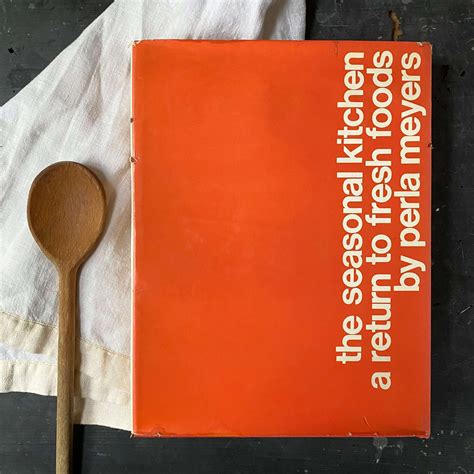 the seasonal kitchen
a return to fresh foods
by perla meyers